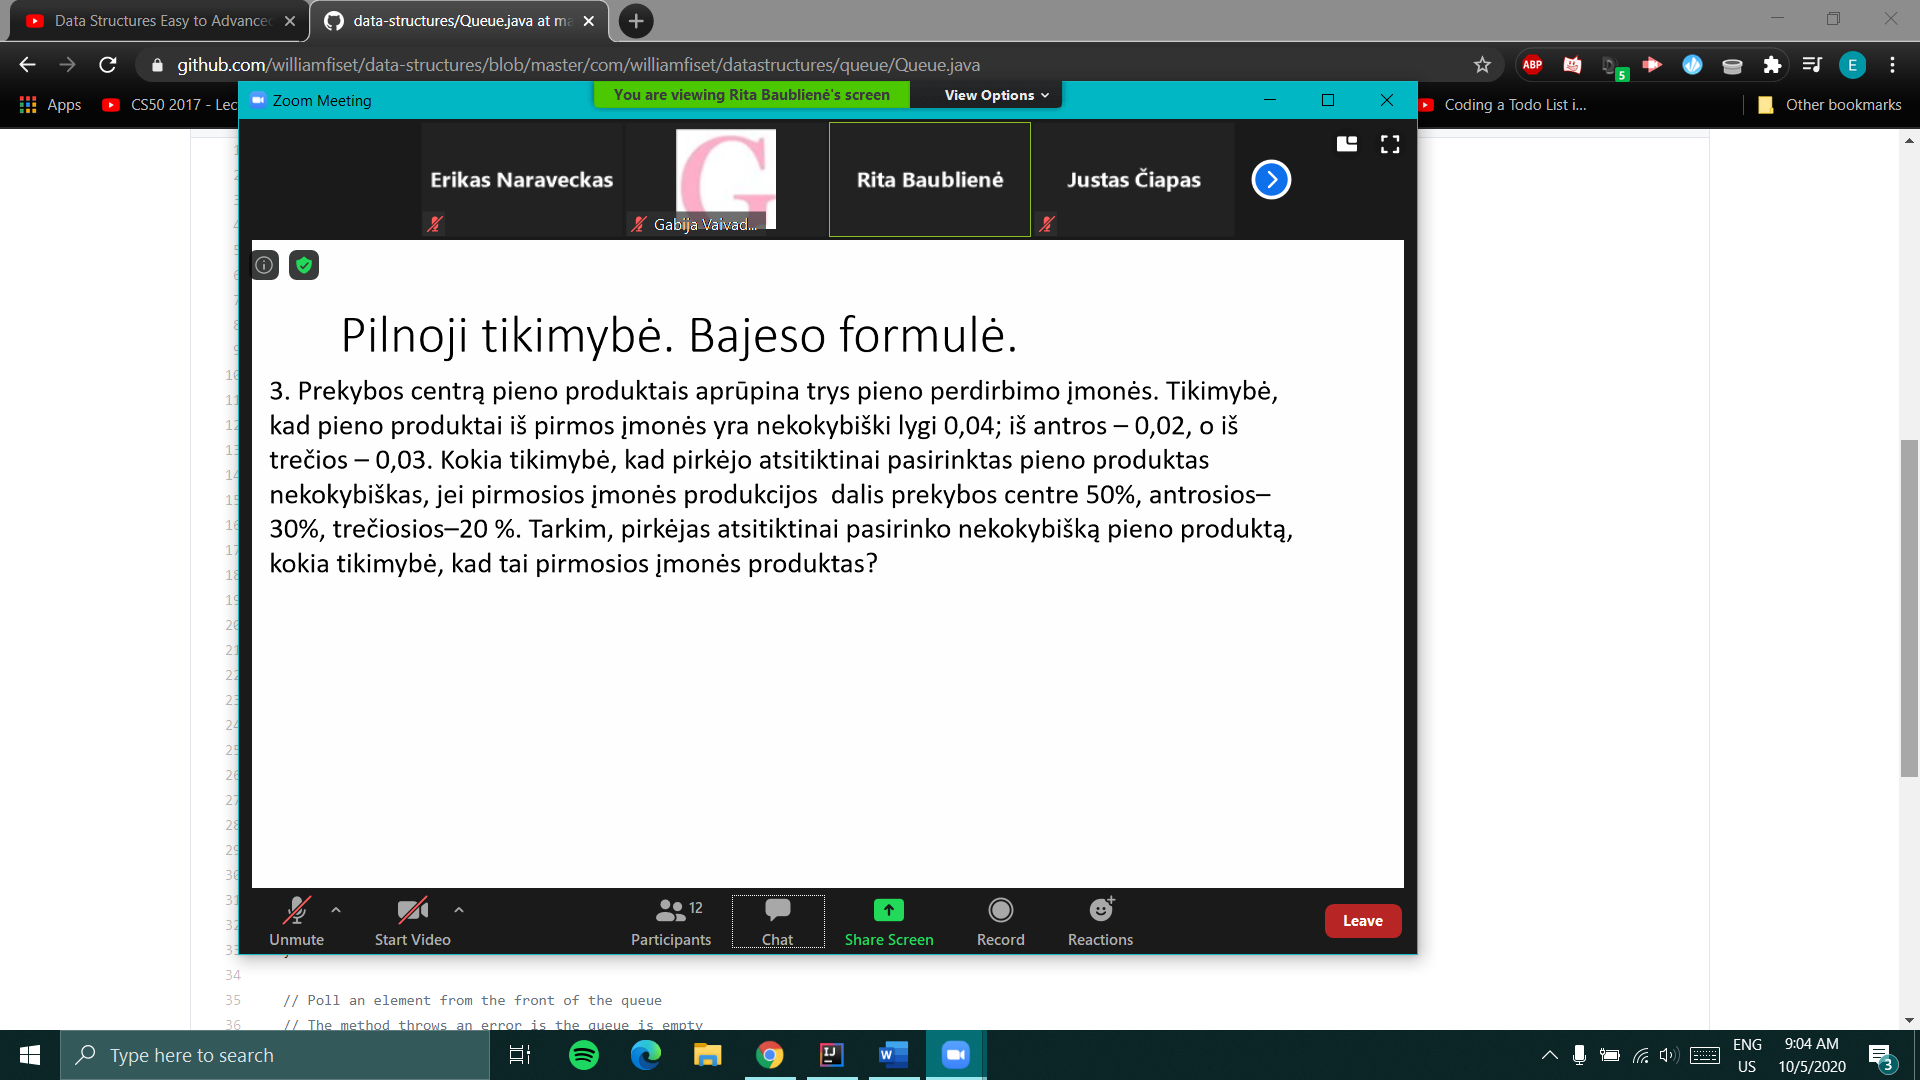 Data Structures Easy to Advanced
data-structures/Queue.java at ma
github.com/williamfiset/data-structures/blob/master/com/williamfiset/datastructures/queue/Queue.java
ABP
5
E
Apps
CS50 2017 - Lec
Coding a Todo List i...
Other bookmarks
Zoom Meeting
You are viewing Rita Baublienė's screen
View Options
Erikas Naraveckas
G
Gabija Vaivad...
Rita Baublienė
Justas Čiapas
Pilnoji tikimybė. Bajeso formulė.
3. Prekybos centrą pieno produktais aprūpina trys pieno perdirbimo įmonės. Tikimybė,
kad pieno produktai iš pirmos įmonės yra nekokybiški lygi 0,04; iš antros – 0,02, o iš
trečios – 0,03. Kokia tikimybė, kad pirkėjo atsitiktinai pasirinktas pieno produktas
nekokybiškas, jei pirmosios įmonės produkcijos  dalis prekybos centre 50%, antrosios–
30%, trečiosios–20 %. Tarkim, pirkėjas atsitiktinai pasirinko nekokybišką pieno produktą,
kokia tikimybė, kad tai pirmosios įmonės produktas?
Unmute
Start Video
12
Participants
Chat
Share Screen
Record
Reactions
Leave
34
35 // Poll an element from the front of the queue
36 // The method throws an error is the queue is empty
Type here to search
ENG
US
9:04 AM
10/5/2020
3